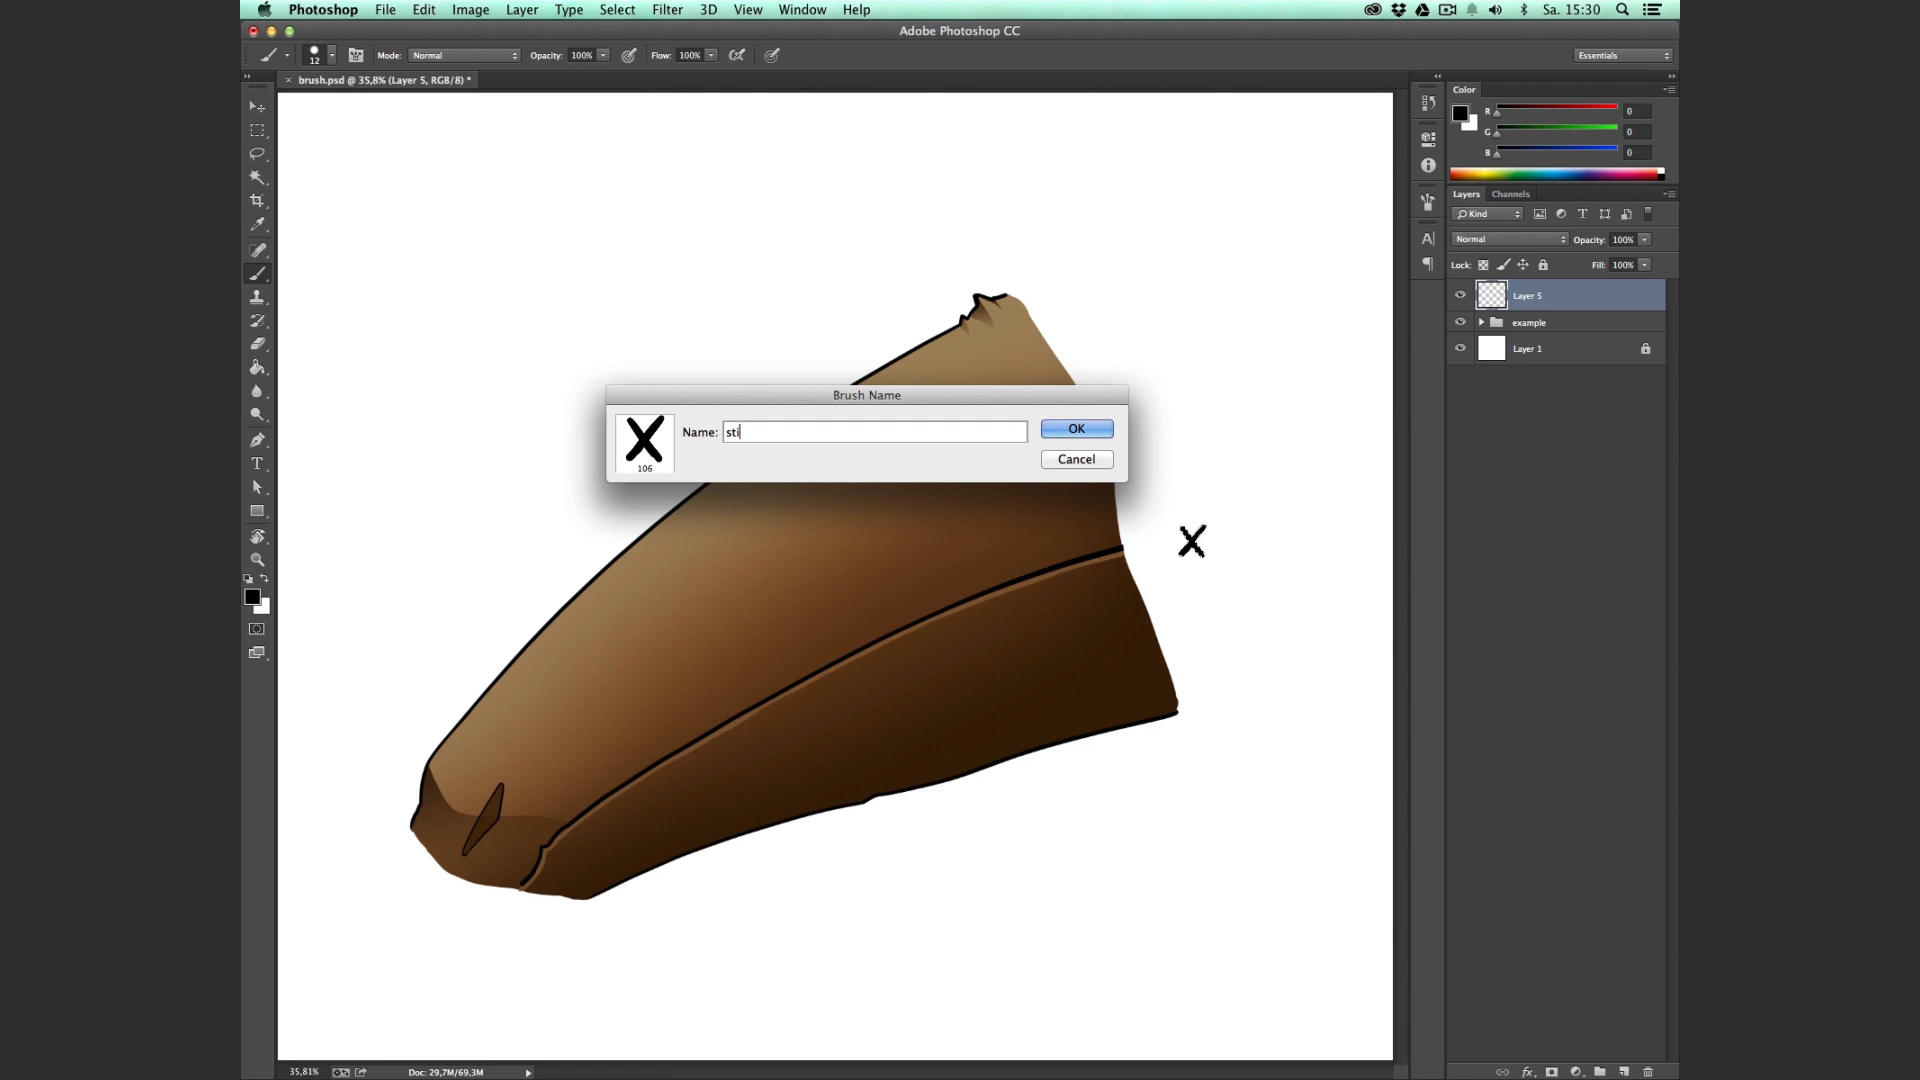 Photoshop File Edit Image Layer Type Select Filter 3D View Window Help Sa. 15:30
Adobe Photoshop CC
12 Mode: Normal Opacity: 100% Flow: 100% Essentials
× brush.psd @ 35,8% (Layer 5, RGB/8) *
Color
R 0
G 0
B 0
Layers Channels
Kind
Normal Opacity: 100%
Lock: Fill: 100%
Layer 5
example
Layer 1
Brush Name
Name: sti
OK
106
Cancel
35,81% Doc: 29,7M/69,3M